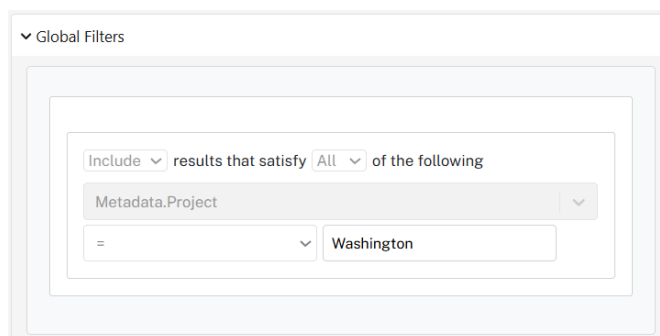 Global Filters
Include results that satisfy All of the following
Metadata.Project
=
Washington